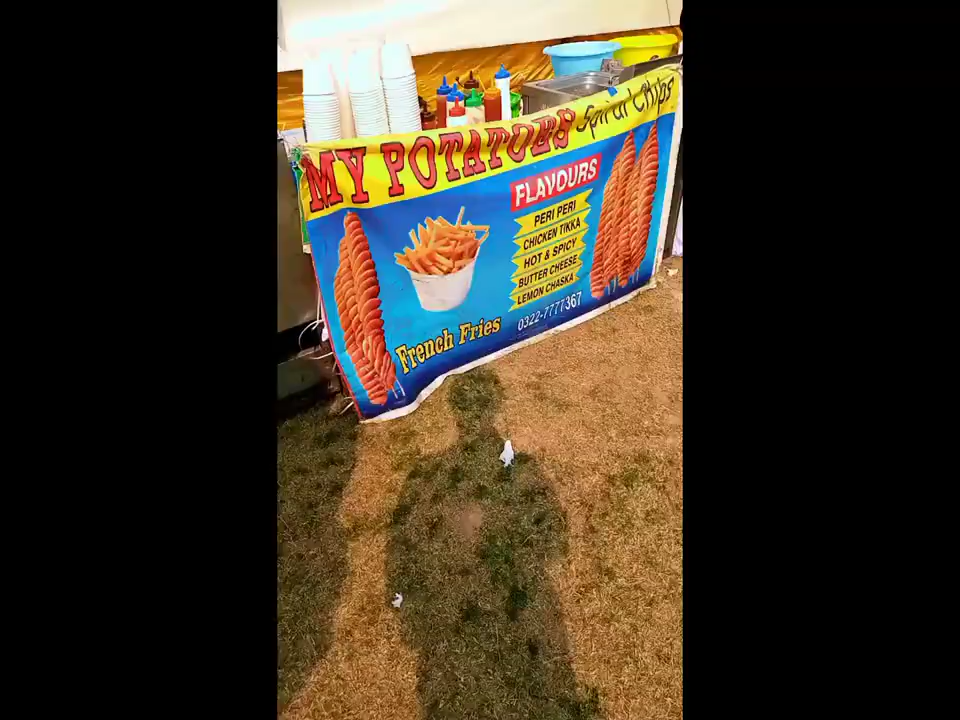 MY POTATOES Spiral Chips
FLAVOURS
PERI PERI
CHICKEN TIKKA
HOT & SPICY
BUTTER CHEESE
LEMON CHASKA
French Fries
0322-7777367